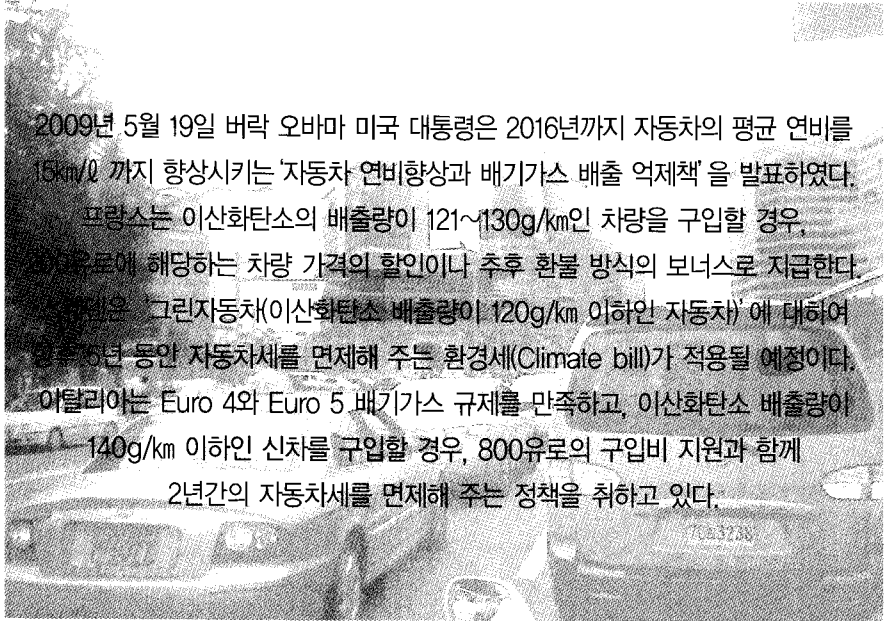 2009년 5월 19일 버락 오바마 미국 대통령은 2016년까지 자동차의 평균 연비를
15km/ℓ 까지 향상시키는 ‘자동차 연비향상과 배기가스 배출 억제책’ 을 발표하였다.
프랑스는 이산화탄소의 배출량이 121~130g/km인 차량을 구입할 경우,
해당하는 차량 가격의 할인이나 추후 환불 방식의 보너스로 지급한다.
‘그린자동차(이산화탄소 배출량이 120g/km 이하인 자동차)’ 에 대하여
5년 동안 자동차세를 면제해 주는 환경세(Climate bill)가 적용될 예정이다.
이탈리아는 Euro 4와 Euro 5 배기가스 규제를 만족하고, 이산화탄소 배출량이
140g/km 이하인 신차를 구입할 경우, 800유로의 구입비 지원과 함께
2년간의 자동차세를 면제해 주는 정책을 취하고 있다.